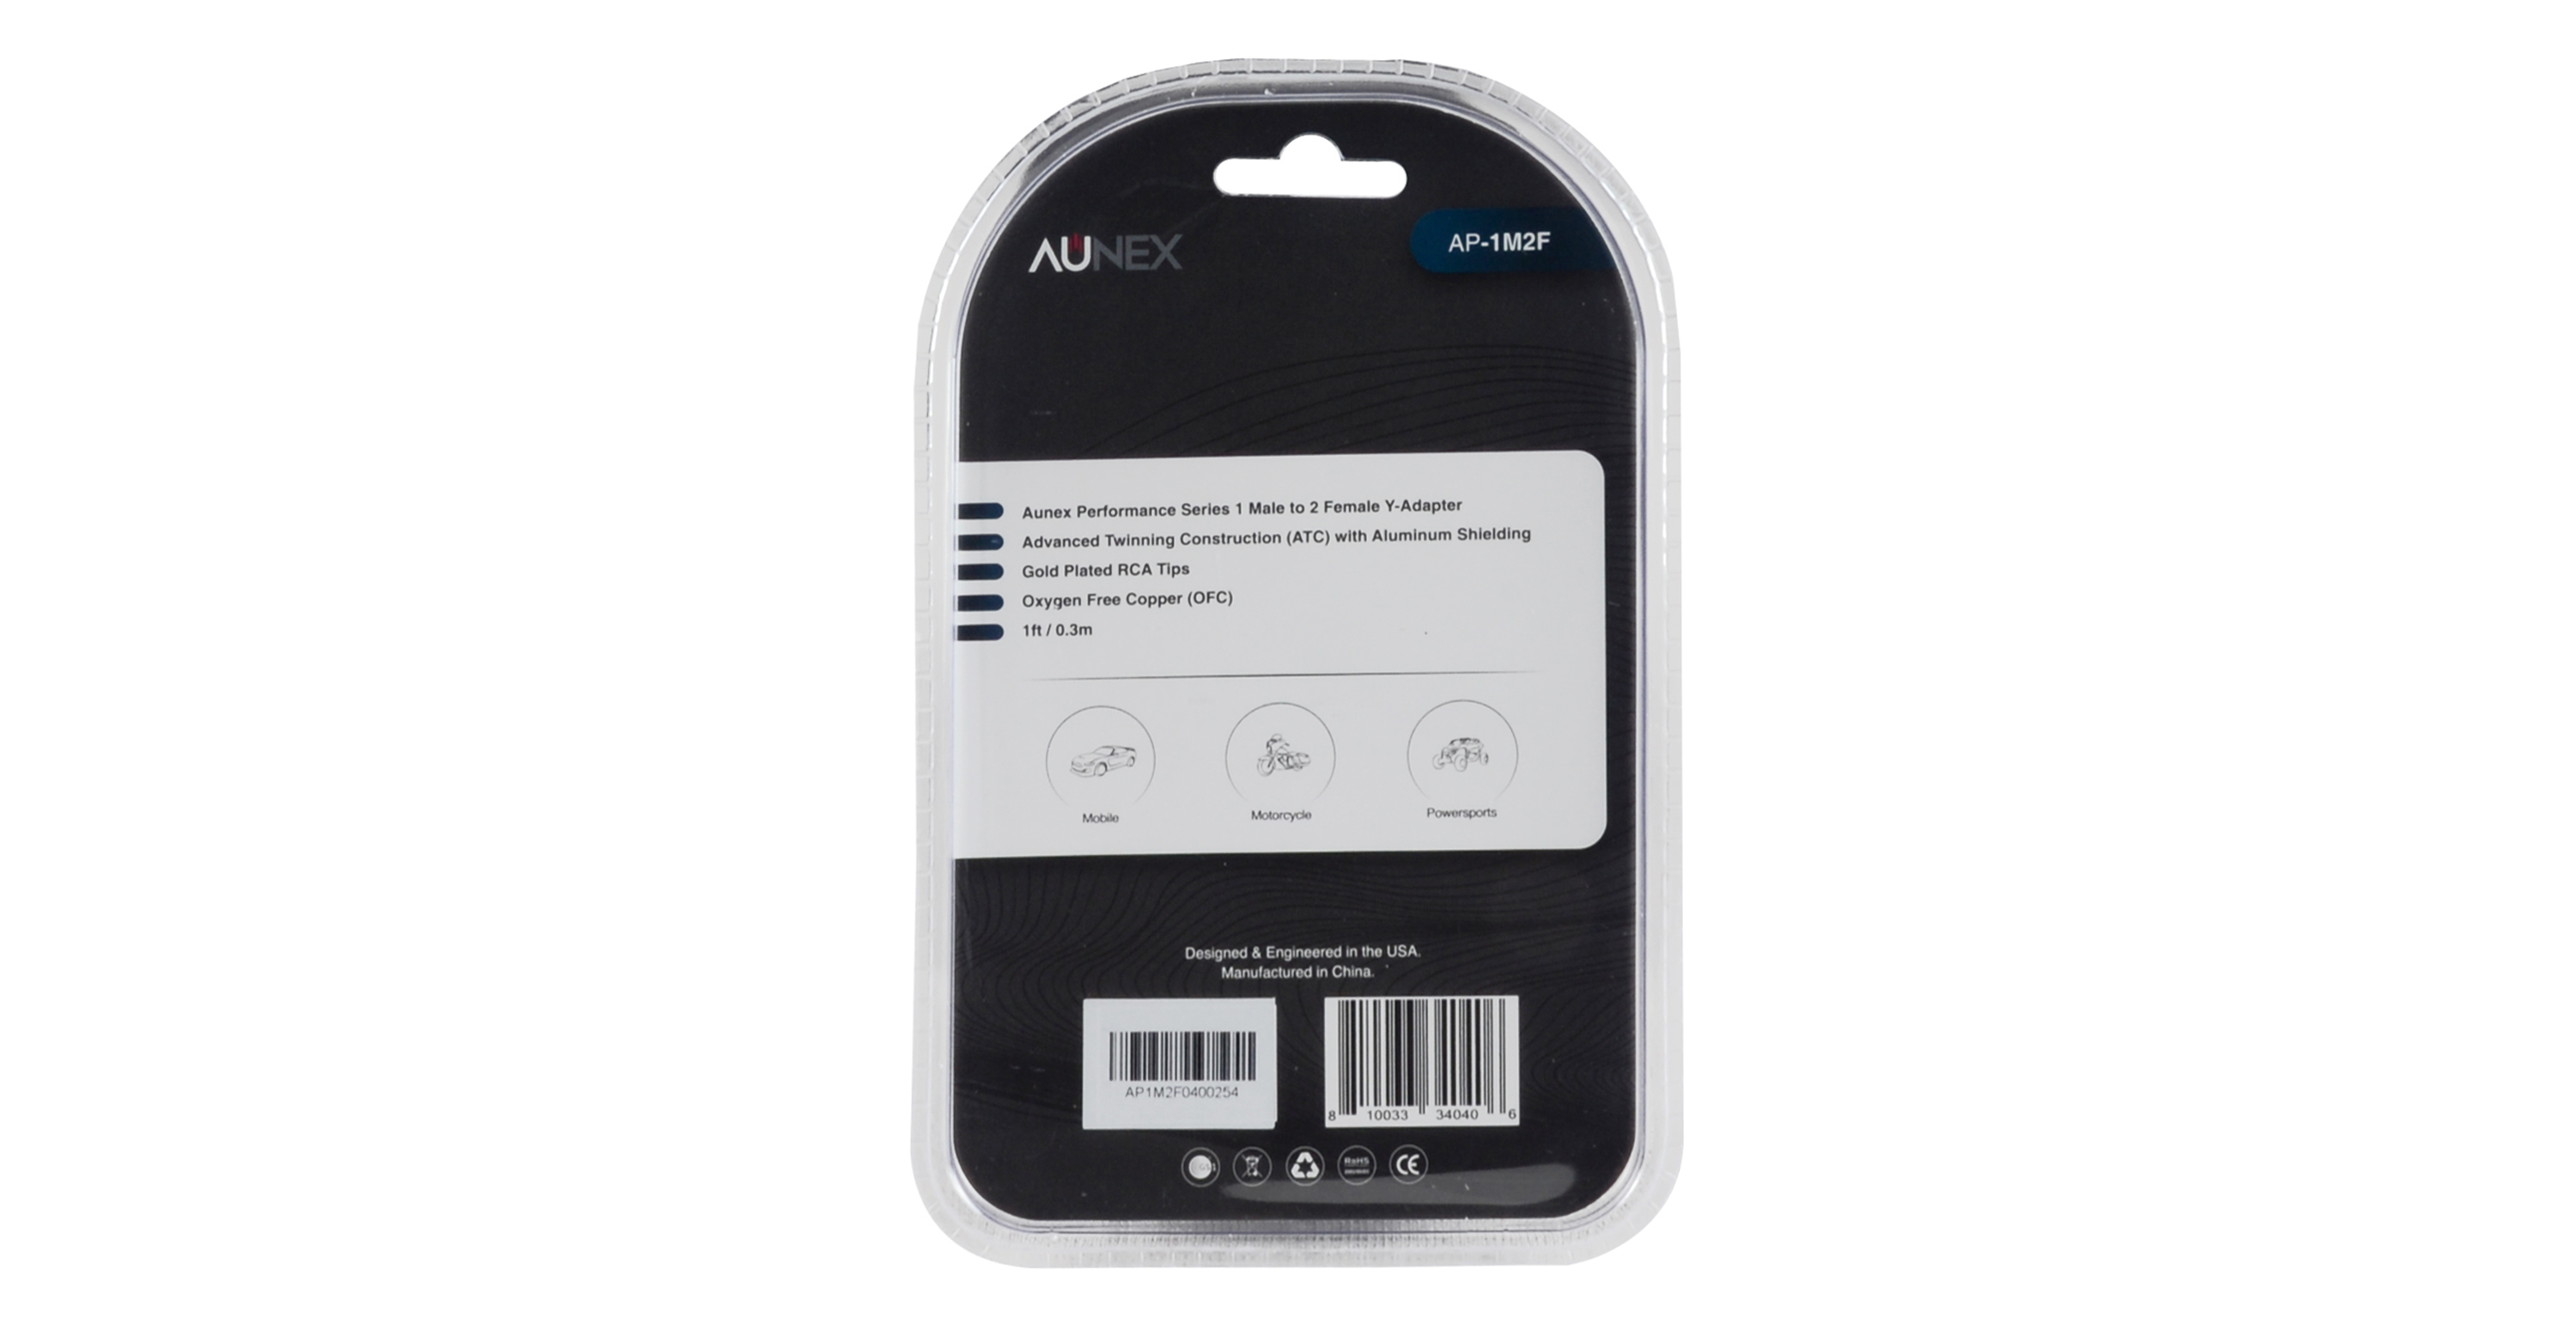 AUNEX
AP-1M2F
Aunex Performance Series 1 Male to 2 Female Y-Adapter
Advanced Twinning Construction (ATC) with Aluminum Shielding
Gold Plated RCA Tips
Oxygen Free Copper (OFC)
1ft / 0.3m
Mobile
Motorcycle
Powersports
Designed & Engineered in the USA.
Manufactured in China.
AP1M2F0400254
8 10033 34040 6
RoHS
CE